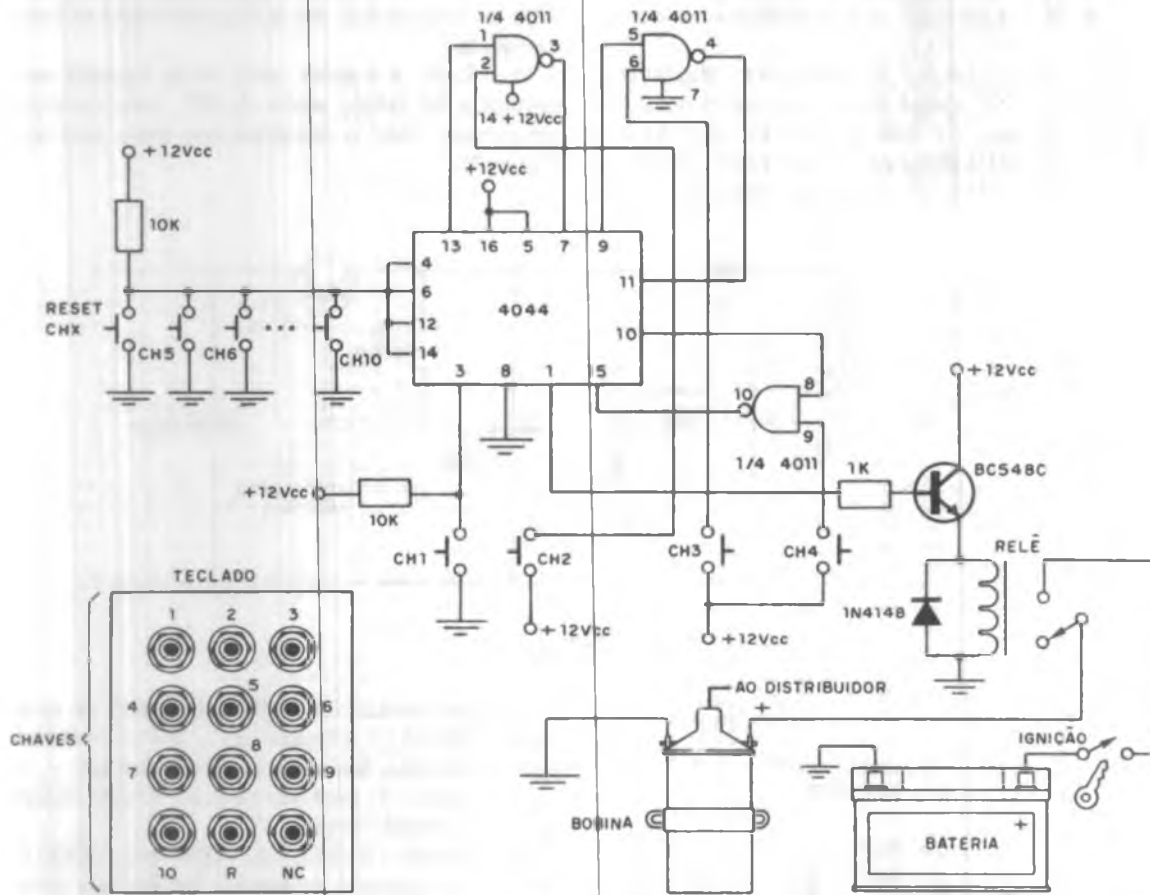 1/4 4011
1/4 4011
1
2
3
5
6
4
7
14 +12Vcc
+12Vcc
+12Vcc
10K
13
16
5
7
9
4
6
12
14
11
10
4044
3
8
1
15
RESET
CHX
CH5
CH6
...
CH10
10
8
9
1/4 4011
+12Vcc
1K
BC548C
+12Vcc
10K
CH1
CH2
CH3
CH4
RELÊ
1N4148
+12Vcc
+12Vcc
TECLADO
1
2
3
4
5
6
7
8
9
10
R
NC
CHAVES
AO DISTRIBUIDOR
+
BOBINA
IGNIÇÃO
+
BATERIA